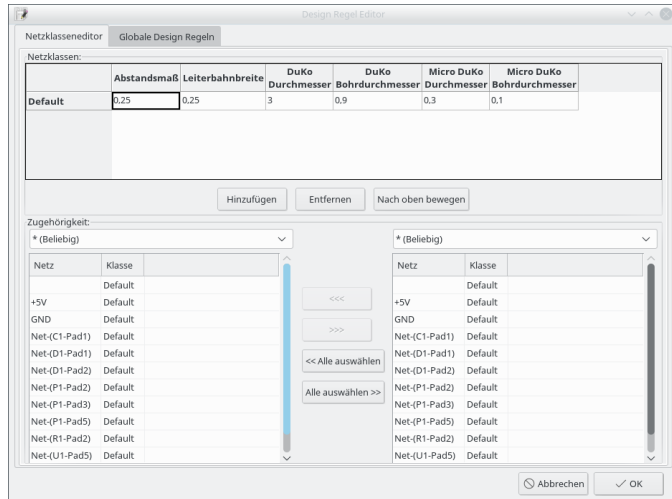 Design Regel Editor
Netzklasseneditor Globale Design Regeln
Netzklassen:
Abstandsmaß Leiterbahnbreite DuKo Durchmesser DuKo Bohrdurchmesser Micro DuKo Durchmesser Micro DuKo Bohrdurchmesser
Default 0,25 0,25 3 0,9 0,3 0,1
Hinzufügen Entfernen Nach oben bewegen
Zugehörigkeit:
* (Beliebig)
Netz Klasse
Default
+5V Default
GND Default
Net-(C1-Pad1) Default
Net-(D1-Pad1) Default
Net-(D1-Pad2) Default
Net-(P1-Pad2) Default
Net-(P1-Pad3) Default
Net-(P1-Pad5) Default
Net-(R1-Pad2) Default
Net-(U1-Pad5) Default
<<<
>>>
<< Alle auswählen
Alle auswählen >>
* (Beliebig)
Netz Klasse
Default
+5V Default
GND Default
Net-(C1-Pad1) Default
Net-(D1-Pad1) Default
Net-(D1-Pad2) Default
Net-(P1-Pad2) Default
Net-(P1-Pad3) Default
Net-(P1-Pad5) Default
Net-(R1-Pad2) Default
Net-(U1-Pad5) Default
Abbrechen OK